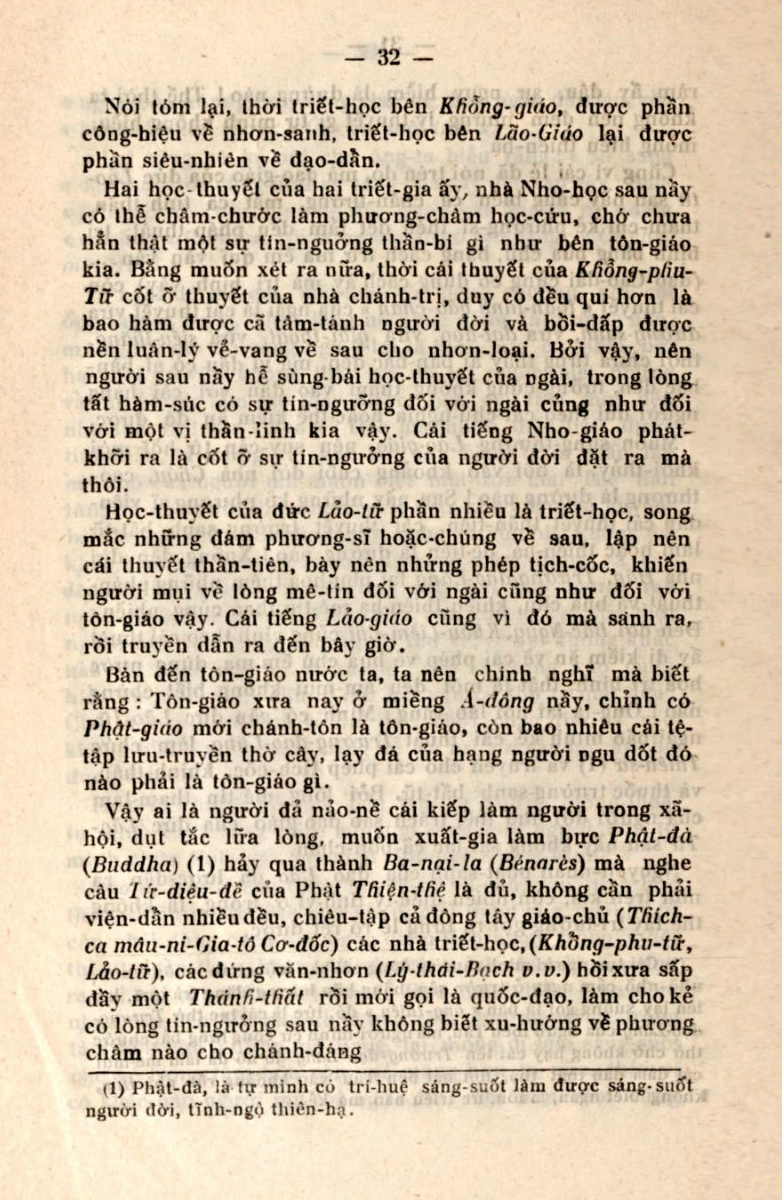 — 32 —
Nói tóm lại, thời triết-học bên Khổng-giáo, được phần
công-hiệu về nhơn-sanh, triết-học bên Lão-Giáo lại được
phần siêu-nhiên về đạo-dẫn.
Hai học-thuyết của hai triết-gia ấy, nhà Nho-học sau nầy
có thể châm-chước làm phương-châm học-cứu, chớ chưa
hẳn thật một sự tín-nguởng thần-bí gì như bên tôn-giáo
kia. Bằng muốn xét ra nữa, thời cái thuyết của Khổng-phu-
Tữ cốt ở thuyết của nhà chánh-trị, duy có đều quí hơn là
bao hàm được cã tâm-tánh người đời và bồi-đắp được
nền luân-lý vẻ-vang về sau cho nhơn-loại. Bởi vậy, nên
người sau nầy hễ sùng-bái học-thuyết của ngài, trong lòng
tất hàm-súc có sự tín-ngưỡng đối với ngài củng như đối
với một vị thần-linh kia vậy. Cái tiếng Nho-giáo phát-
khỡi ra là cốt ở sự tín-ngưởng của người đời đặt ra mà
thôi.
Học-thuyết của đức Lảo-tữ phần nhiều là triết-học, song
mắc những đám phương-sĩ hoặc-chúng về sau, lập nên
cái thuyết thần-tiên, bày nên những phép tịch-cốc, khiến
người mụi về lòng mê-tín đối với ngài cũng như đối với
tôn-giáo vậy. Cái tiếng Lảo-giáo cũng vì đó mà sanh ra,
rồi truyền dẫn ra đến bây giờ.
Bàn đến tôn-giáo nước ta, ta nên chính nghĩ mà biết
rằng : Tôn-giáo xưa nay ở miềng Á-đông nầy, chỉnh có
Phật-giáo mới chánh-tôn là tôn-giáo, còn bao nhiêu cái tệ-
tập lưu-truyền thờ cây, lạy đá của hạng người ngu dốt đó
nào phải là tôn-giáo gì.
Vậy ai là người đả nảo-nề cái kiếp làm người trong xã-
hội, dụt tắc lữa lòng, muốn xuất-gia làm bực Phật-đà
(Buddha) (1) hảy qua thành Ba-nại-la (Bénarès) mà nghe
câu Tứ-diệu-đề của Phật Thiện-thệ là đủ, không cần phải
viện-dẫn nhiều đều, chiêu-tập cả đông tây giáo-chủ (Thích-
ca mâu-ni-Gia-tô Cơ-đốc) các nhà triết-học, (Khổng-phu-tữ,
Lảo-tữ), các đứng văn-nhơn (Lý-thái-Bạch v.v.) hồi xưa sấp
đầy một Thánh-thất rồi mới gọi là quốc-đạo, làm cho kẻ
có lòng tín-ngưởng sau nầy không biết xu-hướng về phương
châm nào cho chánh-đáng
(1) Phật-đà, là tự mình có trí-huệ sáng-suốt làm được sáng-suốt
người đời, tĩnh-ngộ thiên-hạ.